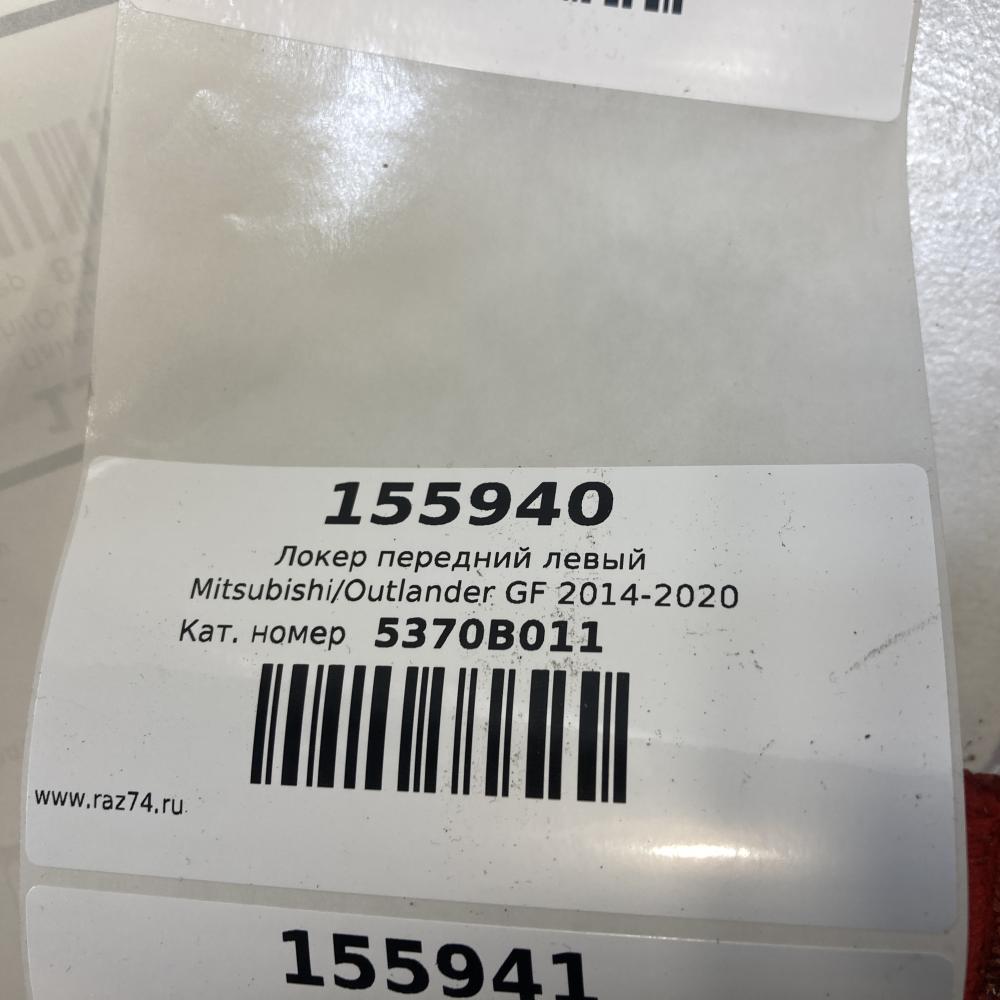 155940
Локер передний левый
Mitsubishi/Outlander GF 2014-2020
Кат. номер 5370B011
www.raz74.ru
155941